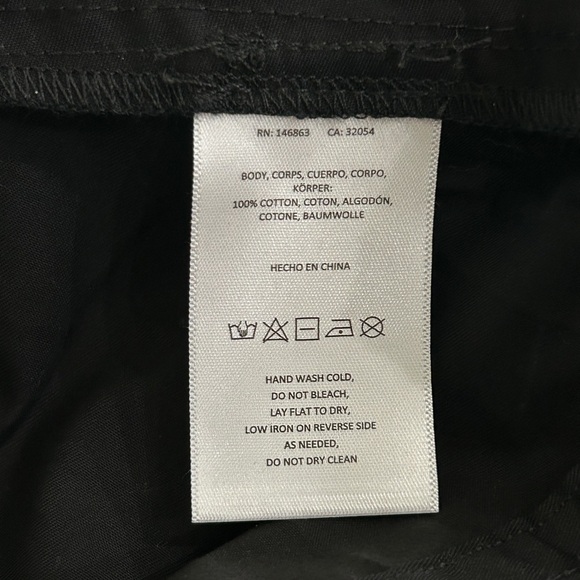 RN: 146863 CA: 32054
BODY, CORPS, CUERPO, CORPO,
KÖRPER:
100% COTTON, COTON, ALGODÓN,
COTONE, BAUMWOLLE
HECHO EN CHINA
HAND WASH COLD,
DO NOT BLEACH,
LAY FLAT TO DRY,
LOW IRON ON REVERSE SIDE
AS NEEDED,
DO NOT DRY CLEAN